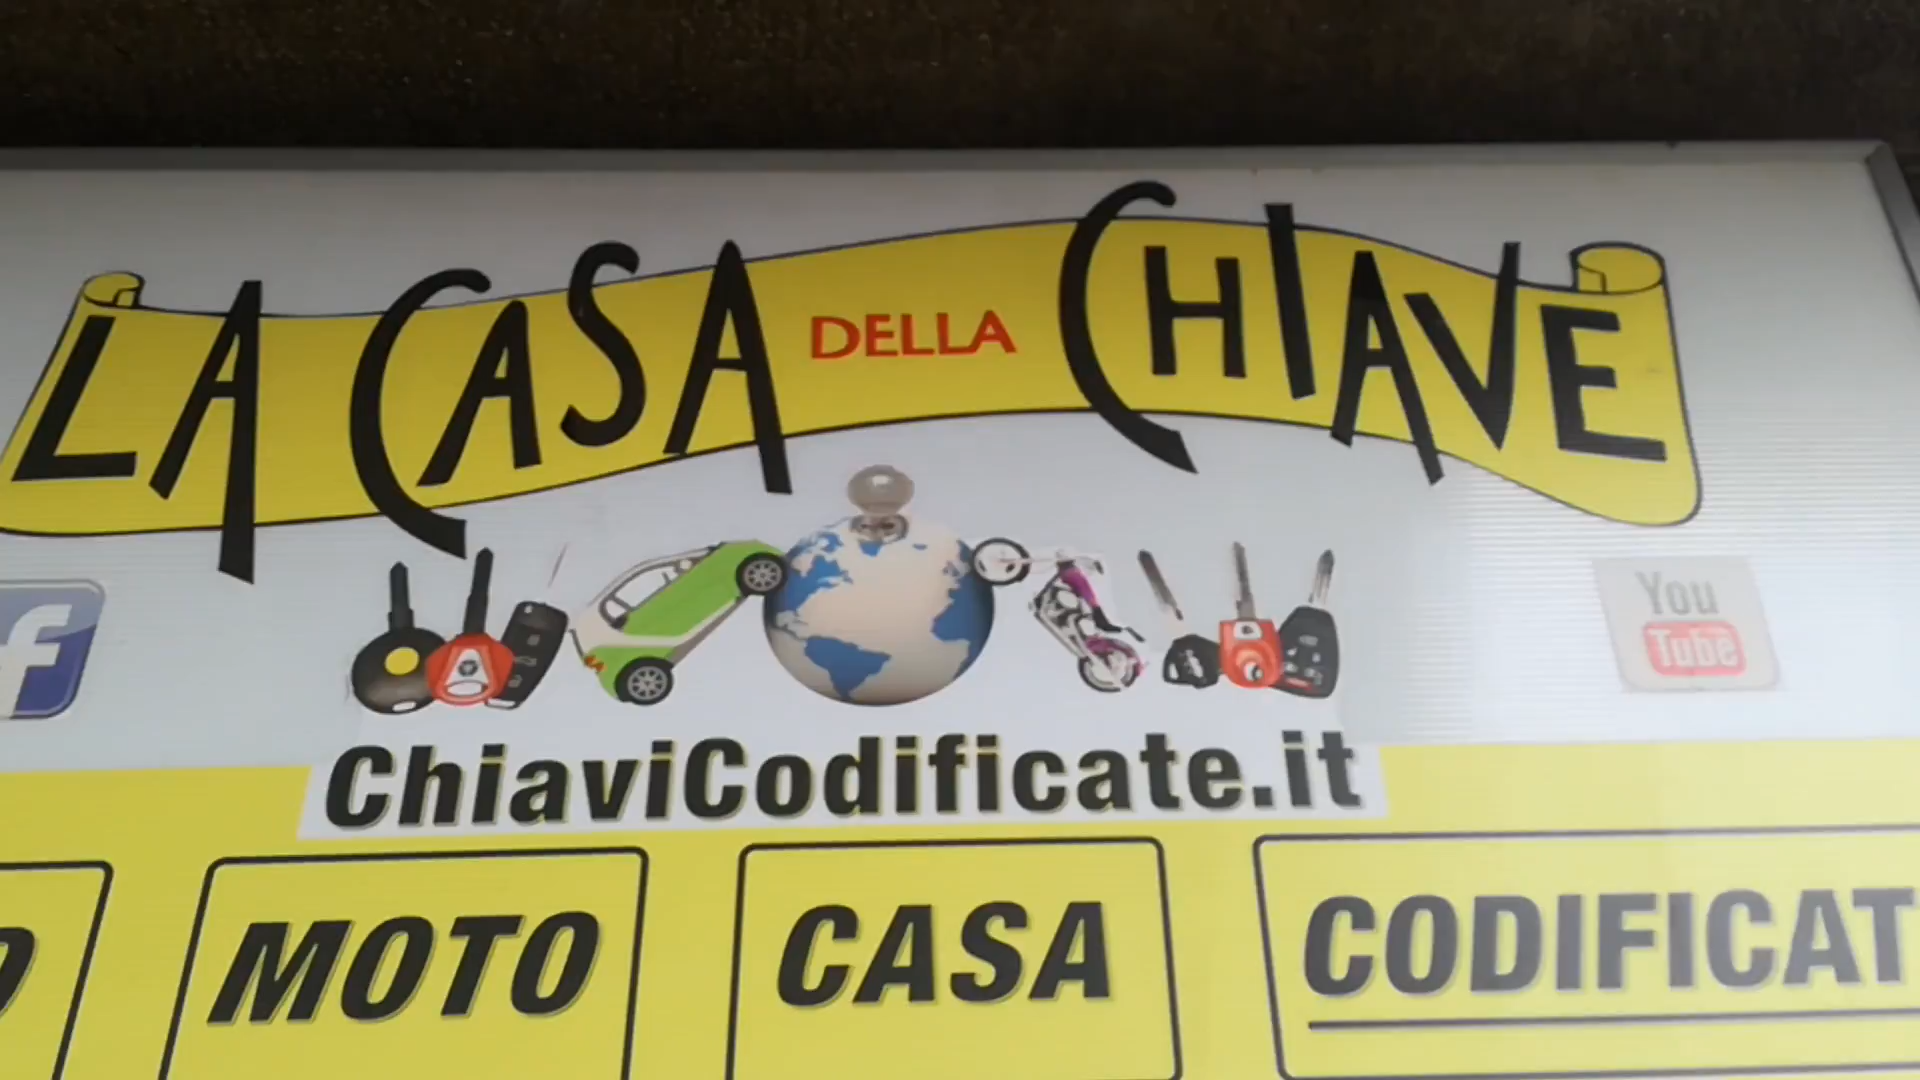 LA CASA DELLA CHIAVE
f
You
Tube
ChiaviCodificate.it
MOTO CASA CODIFICAT